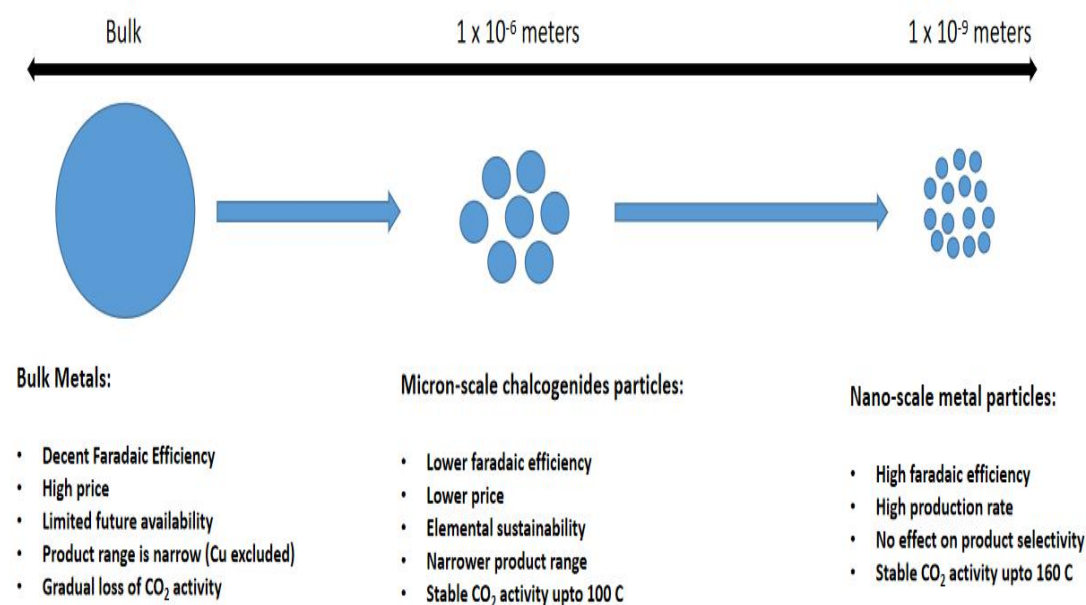 Bulk
1 x 10⁻⁶ meters
1 x 10⁻⁹ meters
Bulk Metals:
• Decent Faradaic Efficiency
• High price
• Limited future availability
• Product range is narrow (Cu excluded)
• Gradual loss of CO₂ activity
Micron-scale chalcogenides particles:
• Lower faradaic efficiency
• Lower price
• Elemental sustainability
• Narrower product range
• Stable CO₂ activity upto 100 C
Nano-scale metal particles:
• High faradaic efficiency
• High production rate
• No effect on product selectivity
• Stable CO₂ activity upto 160 C